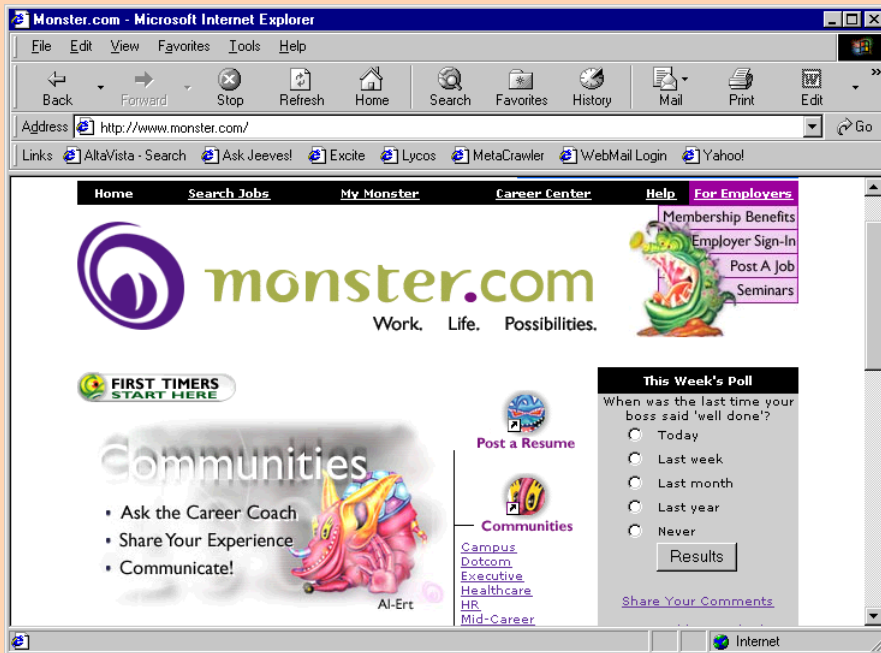 Monster.com - Microsoft Internet Explorer
File Edit View Favorites Tools Help
Back Forward Stop Refresh Home Search Favorites History Mail Print Edit »
Address http://www.monster.com/ Go
Links AltaVista - Search Ask Jeeves! Excite Lycos MetaCrawler WebMail Login Yahoo!
Home Search Jobs My Monster Career Center Help For Employers
Membership Benefits
Employer Sign-In
Post A Job
Seminars
monster.com
Work. Life. Possibilities.
FIRST TIMERS
START HERE
Communities
• Ask the Career Coach
• Share Your Experience
• Communicate!
Al-Ert
Post a Resume
Communities
Campus
Dotcom
Executive
Healthcare
HR
Mid-Career
This Week's Poll
When was the last time your
boss said 'well done'?
Today
Last week
Last month
Last year
Never
Results
Share Your Comments
Internet